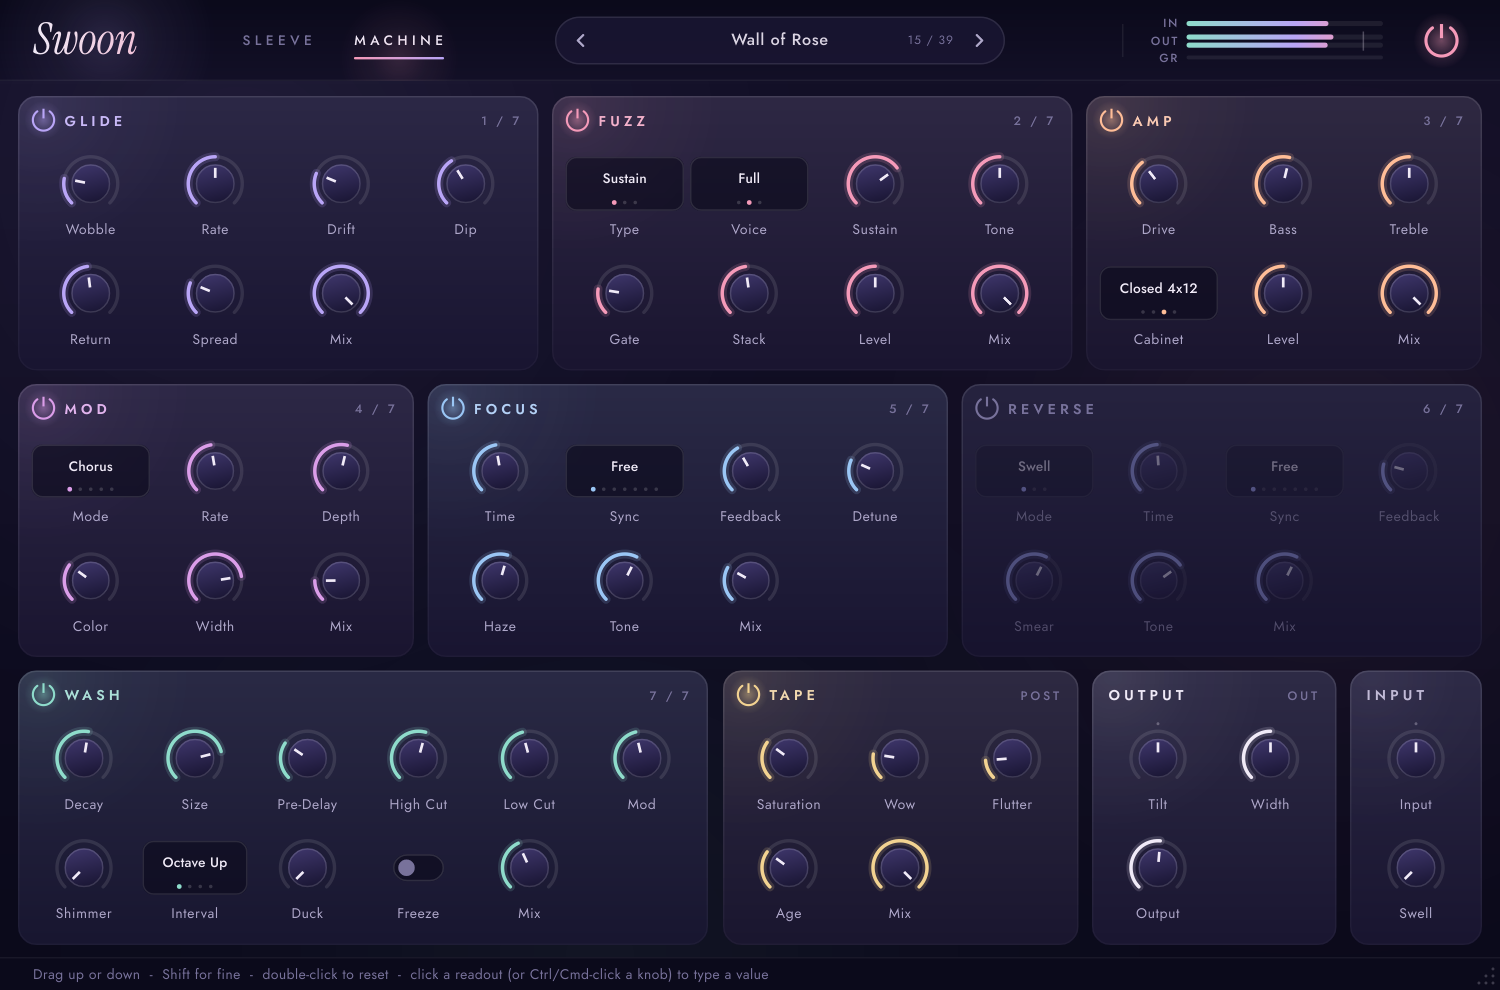 Swoon SLEEVE MACHINE Wall of Rose 15 / 39 IN
OUT
GR
GLIDE 1 / 7
Wobble Rate Drift Dip
Return Spread Mix
FUZZ 2 / 7
Sustain Full
Type Voice Sustain Tone
Gate Stack Level Mix
AMP 3 / 7
Drive Bass Treble
Closed 4x12
Cabinet Level Mix
MOD 4 / 7
Chorus
Mode Rate Depth
Color Width Mix
FOCUS 5 / 7
Free
Time Sync Feedback Detune
Haze Tone Mix
REVERSE 6 / 7
Swell Free
Mode Time Sync Feedback
Smear Tone Mix
WASH 7 / 7
Decay Size Pre-Delay High Cut Low Cut Mod
Octave Up
Shimmer Interval Duck Freeze Mix
TAPE POST
Saturation Wow Flutter
Age Mix
OUTPUT OUT
Tilt Width
Output
INPUT
Input
Swell
Drag up or down - Shift for fine - double-click to reset - click a readout (or Ctrl/Cmd-click a knob) to type a value